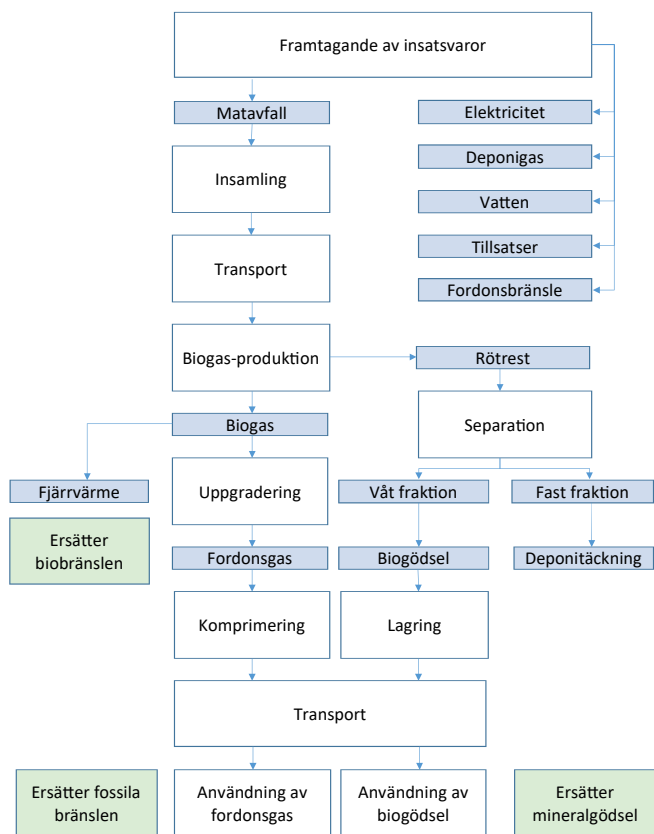 Framtagande av insatsvaror
Matavfall
Elektricitet
Insamling
Deponigas
Vatten
Transport
Tillsatser
Fordonsbränsle
Biogas-produktion
Rötrest
Biogas
Separation
Fjärrvärme
Uppgradering
Våt fraktion
Fast fraktion
Ersätter
biobränslen
Fordonsgas
Biogödsel
Deponitäckning
Komprimering
Lagring
Transport
Ersätter fossila
bränslen
Användning av
fordonsgas
Användning av
biogödsel
Ersätter
mineralgödsel